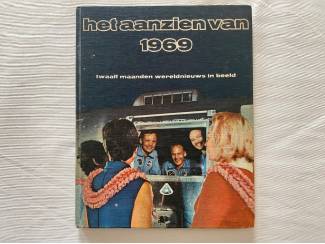 het aanzien van
1969
twaalf maanden wereldnieuws in beeld